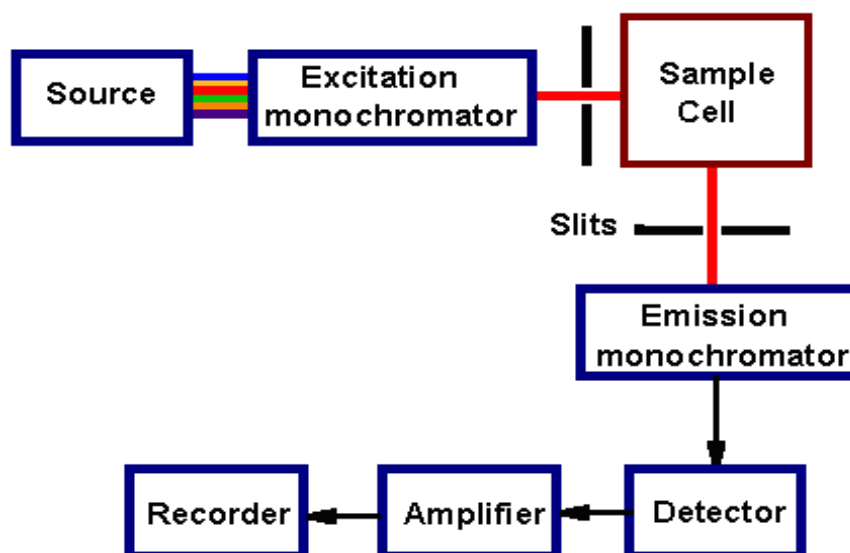 Source
Excitation
monochromator
Sample
Cell
Slits
Emission
monochromator
Recorder
Amplifier
Detector